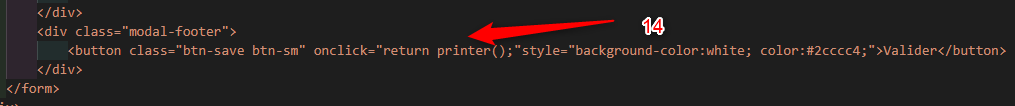 </div>
<div class="modal-footer">
14
<button class="btn-save btn-sm" onclick="return printer();"style="background-color:white; color:#2cccc4;">Valider</button>
</div>
</form>